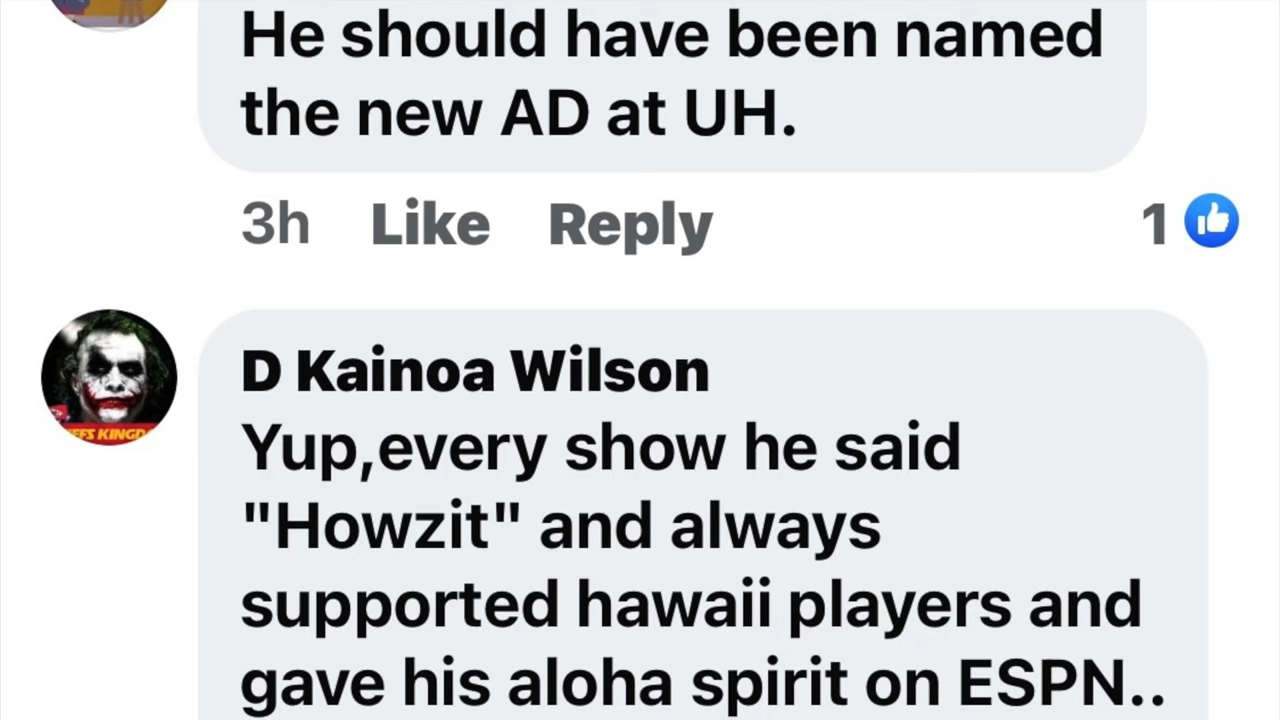 He should have been named
the new AD at UH.
3h Like Reply 1
D Kainoa Wilson
Yup,every show he said
"Howzit" and always
supported hawaii players and
gave his aloha spirit on ESPN..